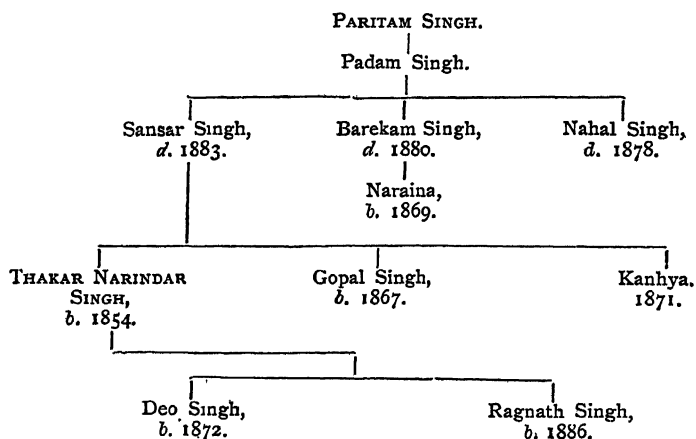 PARITAM SINGH.
Padam Singh.
Sansar Singh, Barekam Singh, Nahal Singh,
d. 1883. d. 1880. d. 1878.
Naraina,
b. 1869.
THAKAR NARINDAR Gopal Singh, Kanhya.
SINGH, b. 1867. 1871.
b. 1854.
Deo Singh, Ragnath Singh,
b. 1872. b. 1886.